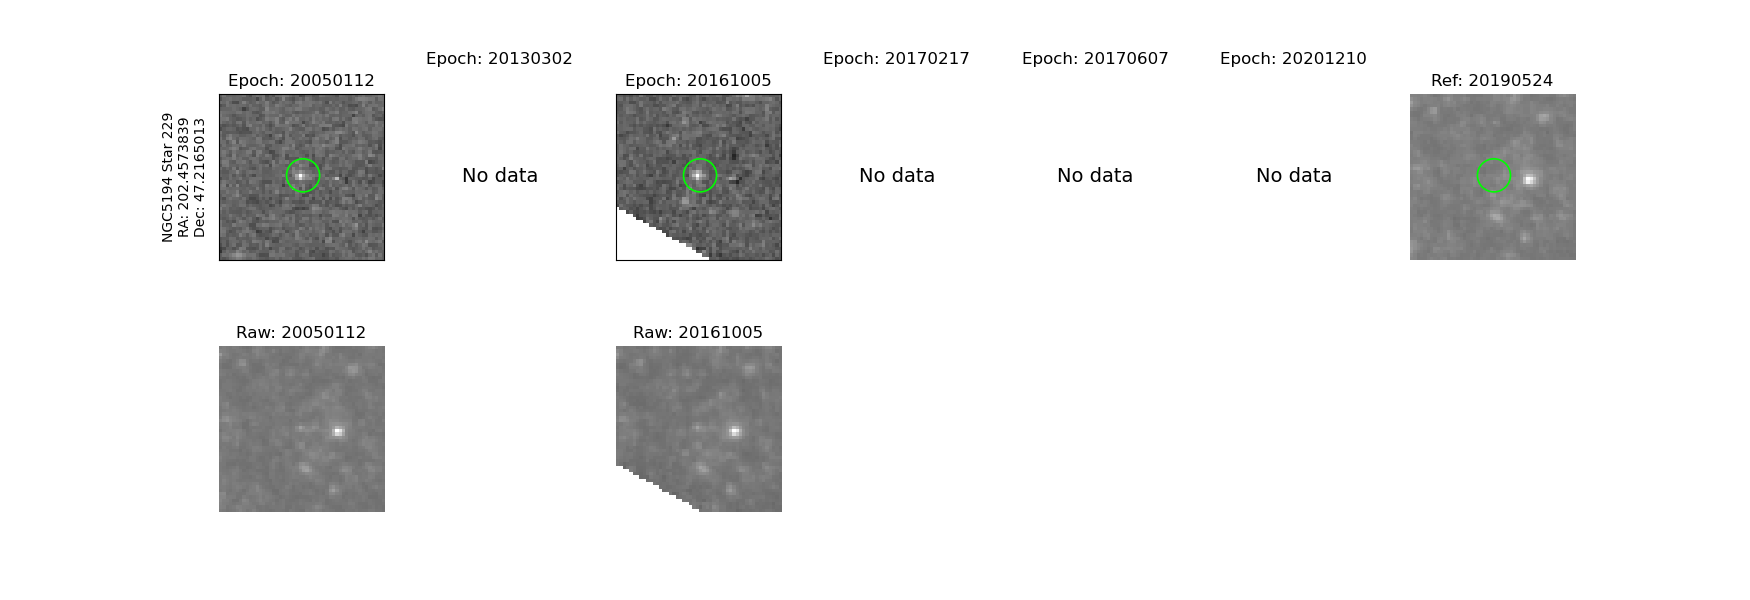 Epoch: 20050112
Epoch: 20130302
Epoch: 20161005
Epoch: 20170217
Epoch: 20170607
Epoch: 20201210
Ref: 20190524
NGC5194 Star 229
RA: 202.4573839
Dec: 47.2165013
No data
No data
No data
No data
Raw: 20050112
Raw: 20161005